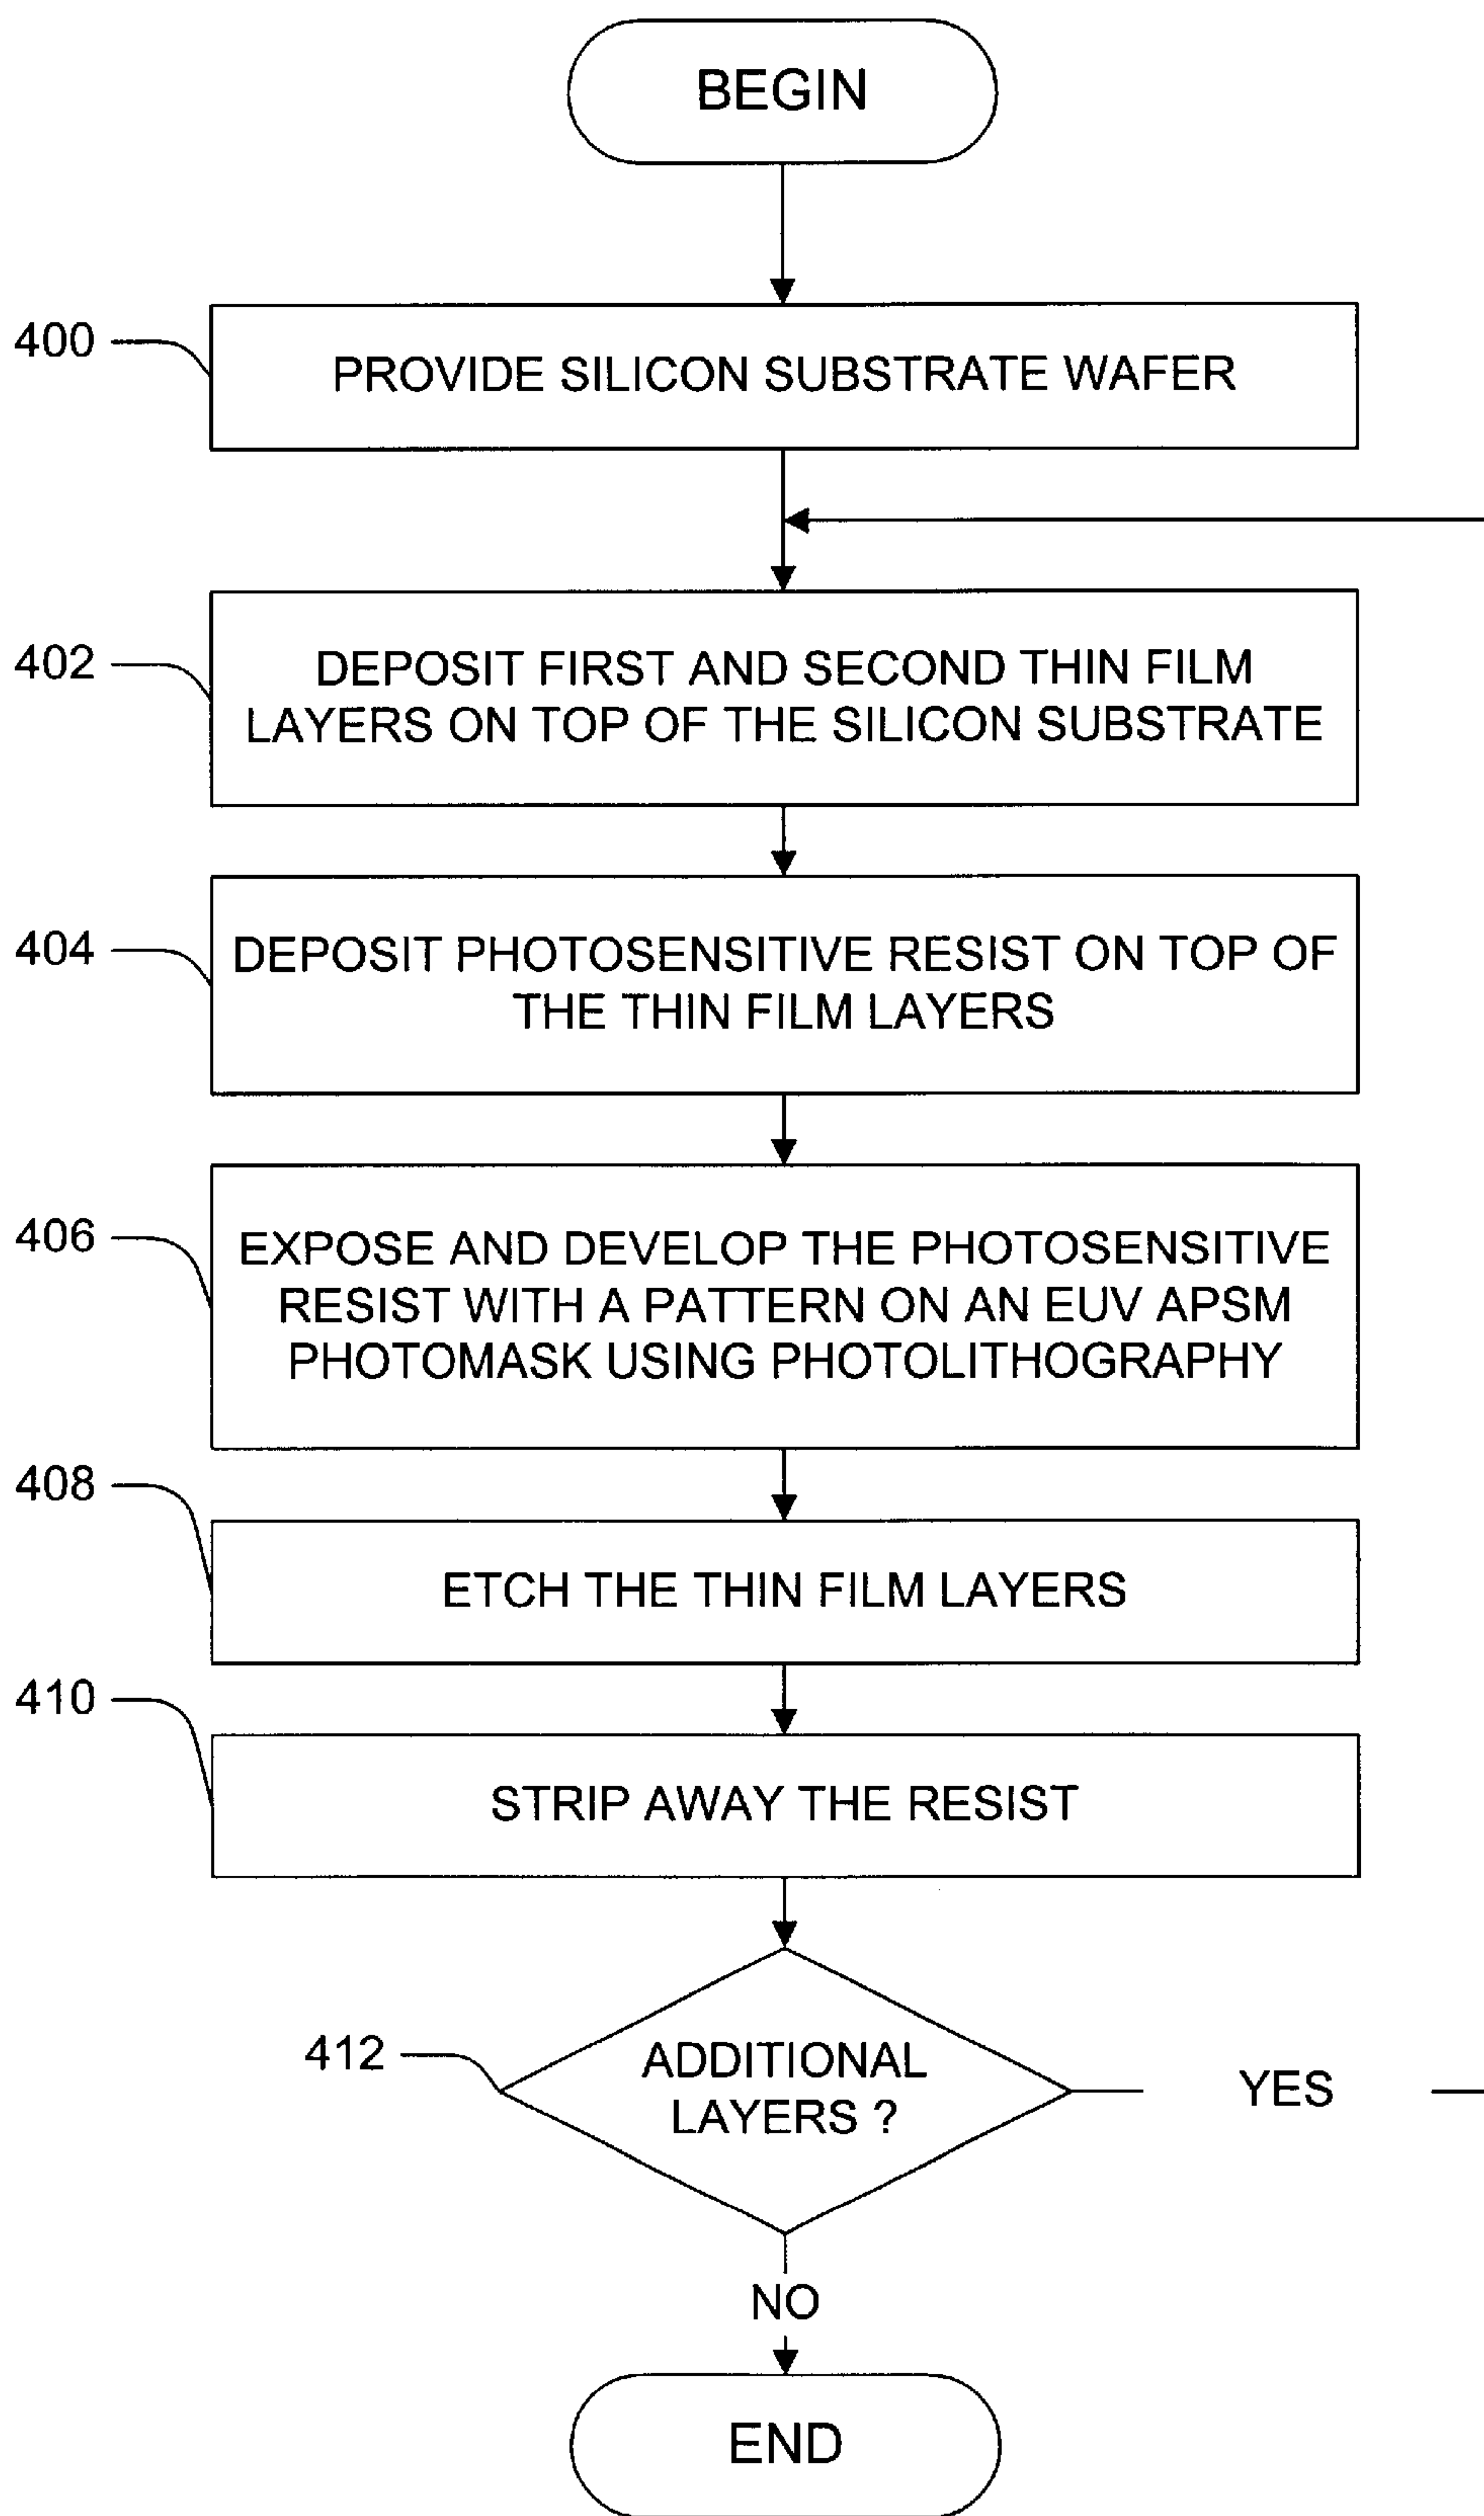 BEGIN
400
PROVIDE SILICON SUBSTRATE WAFER
402
DEPOSIT FIRST AND SECOND THIN FILM
LAYERS ON TOP OF THE SILICON SUBSTRATE
404
DEPOSIT PHOTOSENSITIVE RESIST ON TOP OF
THE THIN FILM LAYERS
406
EXPOSE AND DEVELOP THE PHOTOSENSITIVE
RESIST WITH A PATTERN ON AN EUV APSM
PHOTOMASK USING PHOTOLITHOGRAPHY
408
ETCH THE THIN FILM LAYERS
410
STRIP AWAY THE RESIST
412
ADDITIONAL
LAYERS ?
YES
NO
END